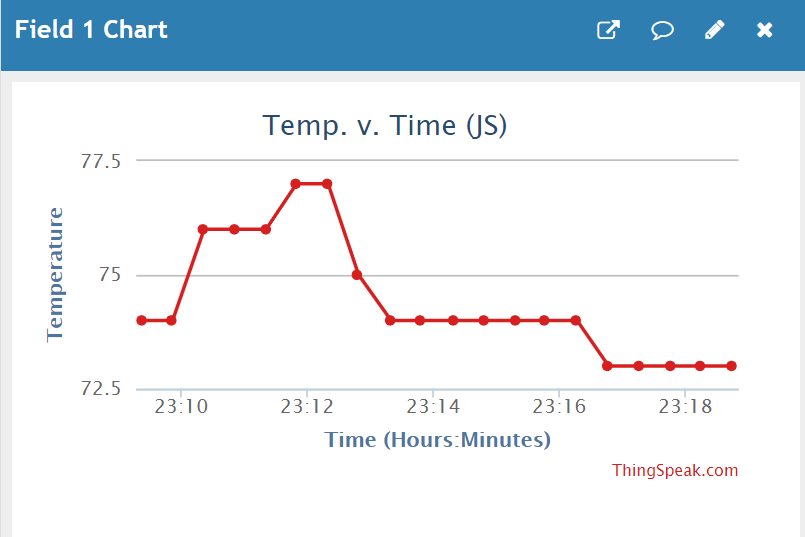 Field 1 Chart
Temp. v. Time (JS)
77.5
75
72.5
Temperature
23:10 23:12 23:14 23:16 23:18
Time (Hours:Minutes)
ThingSpeak.com